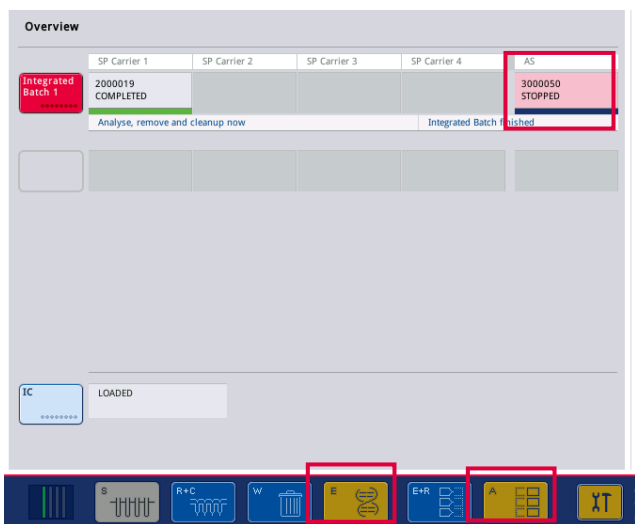 Overview
SP Carrier 1 SP Carrier 2 SP Carrier 3 SP Carrier 4 AS
Integrated
Batch 1
2000019
COMPLETED
3000050
STOPPED
Analyse, remove and cleanup now Integrated Batch finished
IC LOADED
S R+C W E E+R A